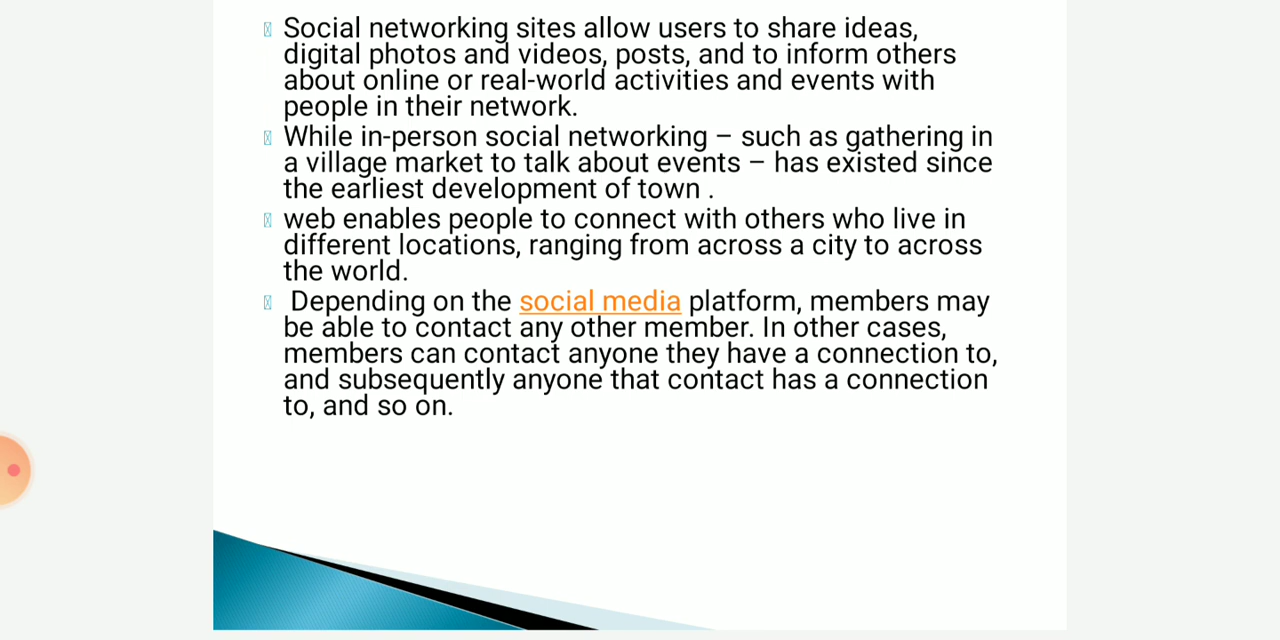 Social networking sites allow users to share ideas,
digital photos and videos, posts, and to inform others
about online or real-world activities and events with
people in their network.
While in-person social networking – such as gathering in
a village market to talk about events – has existed since
the earliest development of town .
web enables people to connect with others who live in
different locations, ranging from across a city to across
the world.
Depending on the social media platform, members may
be able to contact any other member. In other cases,
members can contact anyone they have a connection to,
and subsequently anyone that contact has a connection
to, and so on.